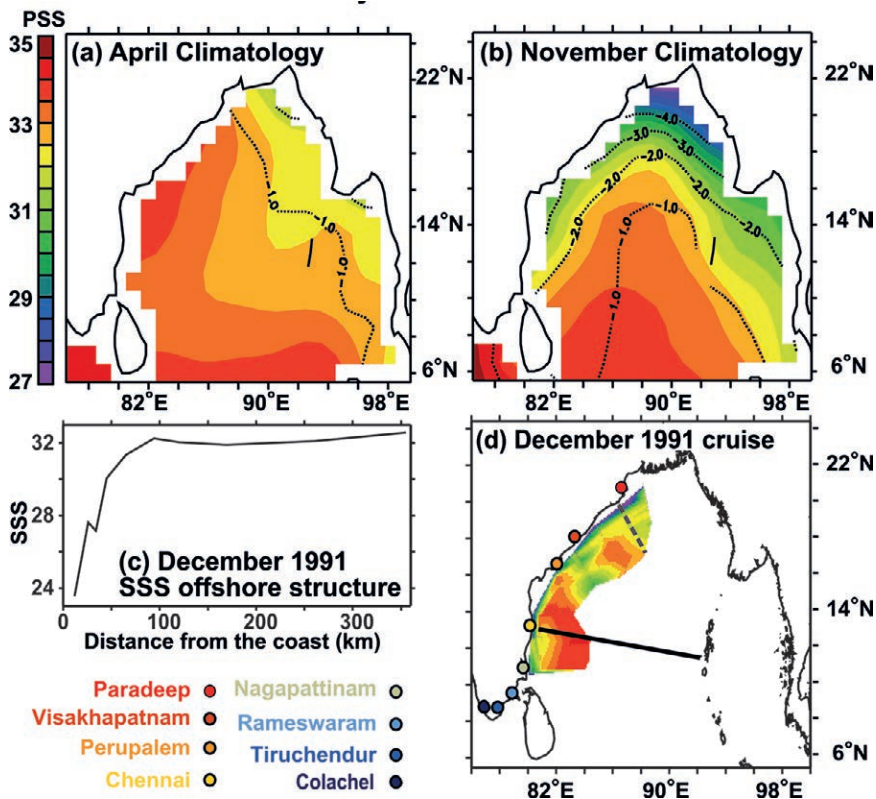 PSS
35
33
31
29
27
(a) April Climatology
-1.0
-1.0
-1.0
22°N
14°N
6°N
82°E
90°E
98°E
(b) November Climatology
-4.0
-3.0
-3.0
-2.0
-2.0
-2.0
-2.0
-1.0
-1.0
22°N
14°N
6°N
82°E
90°E
98°E
SSS
32
28
24
(c) December 1991
SSS offshore structure
0
100
200
300
Distance from the coast (km)
(d) December 1991 cruise
22°N
14°N
6°N
82°E
90°E
98°E
Paradeep
Visakhapatnam
Perupalem
Chennai
Nagapattinam
Rameswaram
Tiruchendur
Colachel